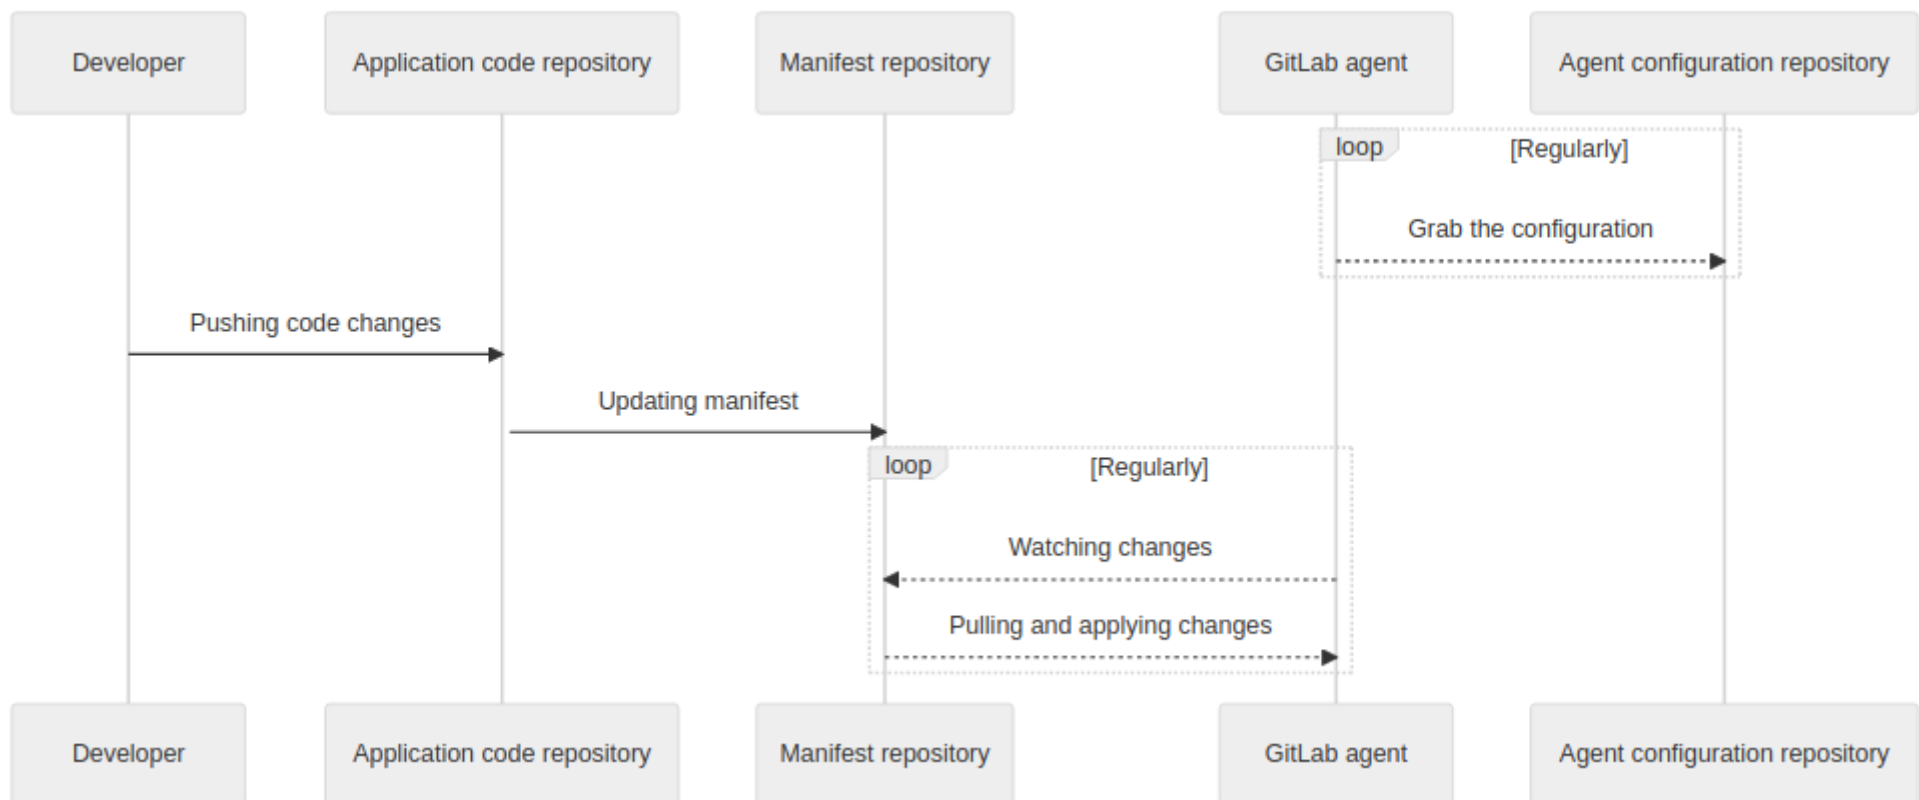 Developer
Application code repository
Manifest repository
GitLab agent
Agent configuration repository
loop
[Regularly]
Grab the configuration
Pushing code changes
Updating manifest
loop
[Regularly]
Watching changes
Pulling and applying changes
Developer
Application code repository
Manifest repository
GitLab agent
Agent configuration repository